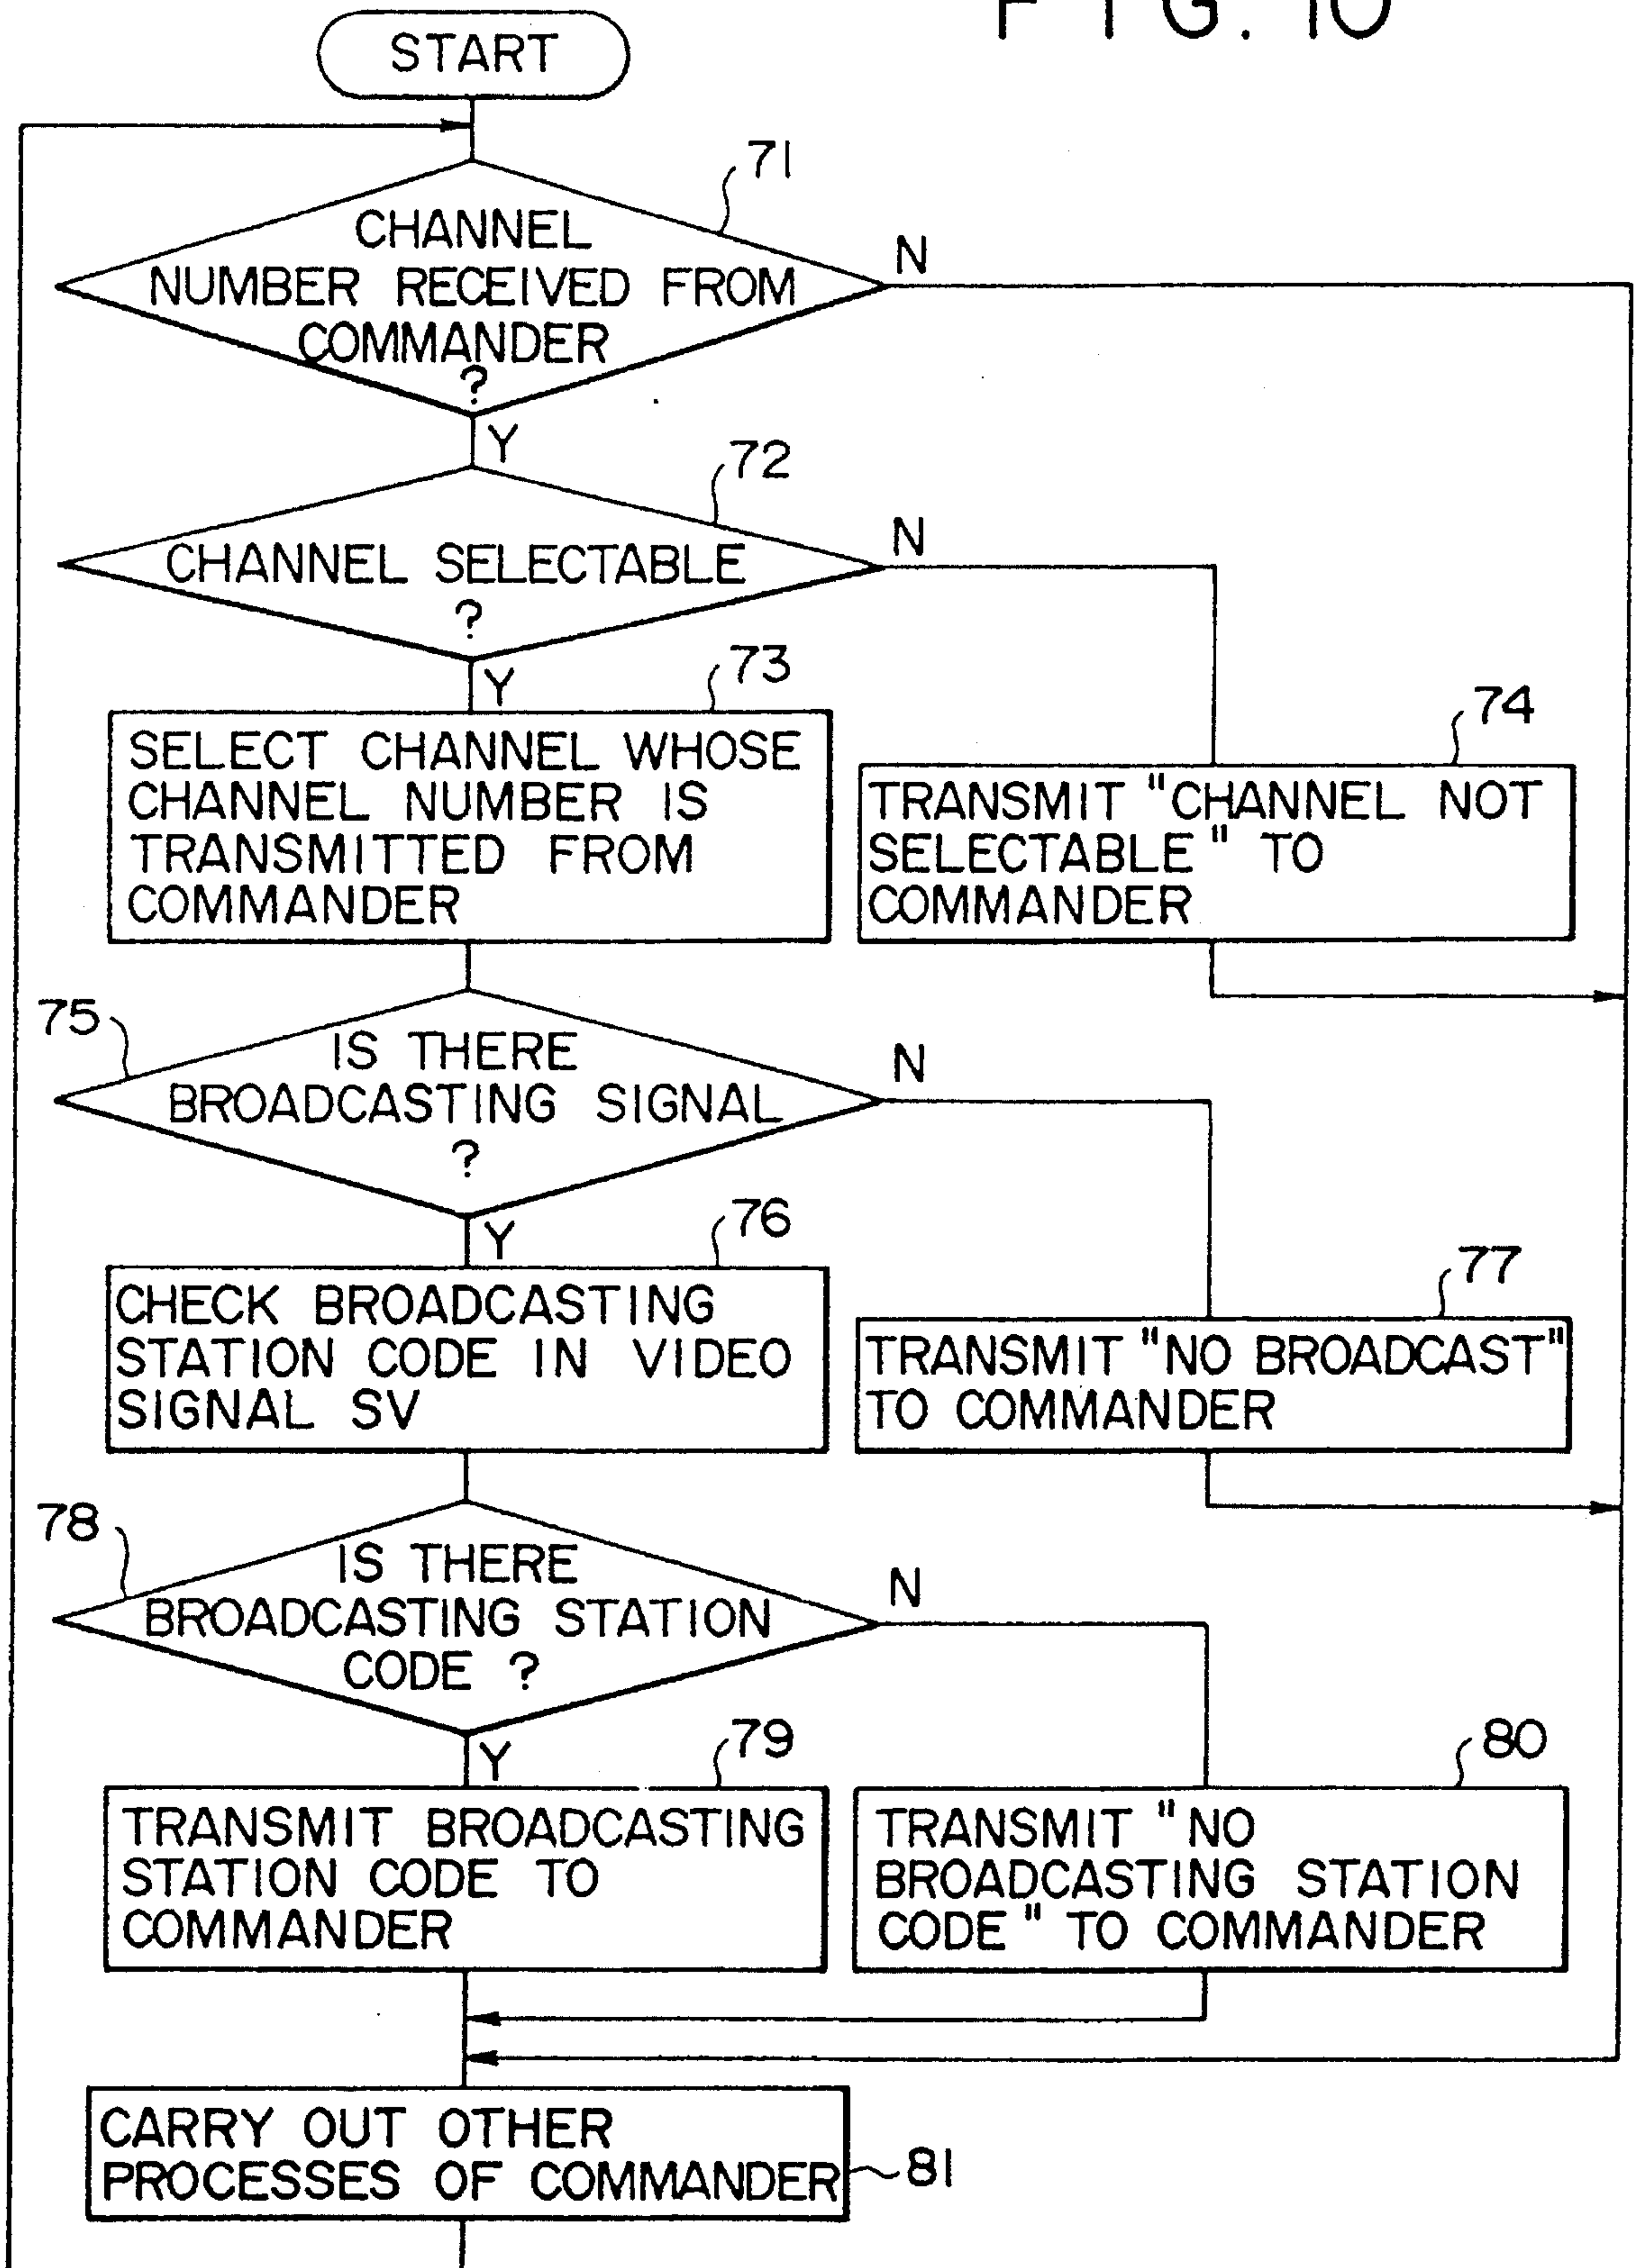 FIG. 10
START
71
CHANNEL
NUMBER RECEIVED FROM
COMMANDER
?
N
Y
72
CHANNEL SELECTABLE
?
N
Y
73
SELECT CHANNEL WHOSE
CHANNEL NUMBER IS
TRANSMITTED FROM
COMMANDER
74
TRANSMIT "CHANNEL NOT
SELECTABLE" TO
COMMANDER
75
IS THERE
BROADCASTING SIGNAL
?
N
Y
76
CHECK BROADCASTING
STATION CODE IN VIDEO
SIGNAL SV
77
TRANSMIT "NO BROADCAST"
TO COMMANDER
78
IS THERE
BROADCASTING STATION
CODE ?
N
Y
79
TRANSMIT BROADCASTING
STATION CODE TO
COMMANDER
80
TRANSMIT "NO
BROADCASTING STATION
CODE" TO COMMANDER
CARRY OUT OTHER
PROCESSES OF COMMANDER
81